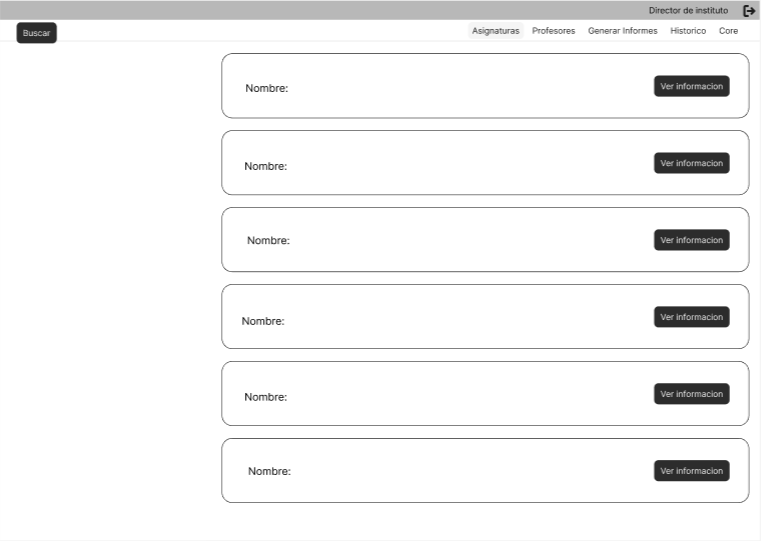 Director de instituto
Buscar
Asignaturas Profesores Generar Informes Historico Core
Nombre: Ver informacion
Nombre: Ver informacion
Nombre: Ver informacion
Nombre: Ver informacion
Nombre: Ver informacion
Nombre: Ver informacion